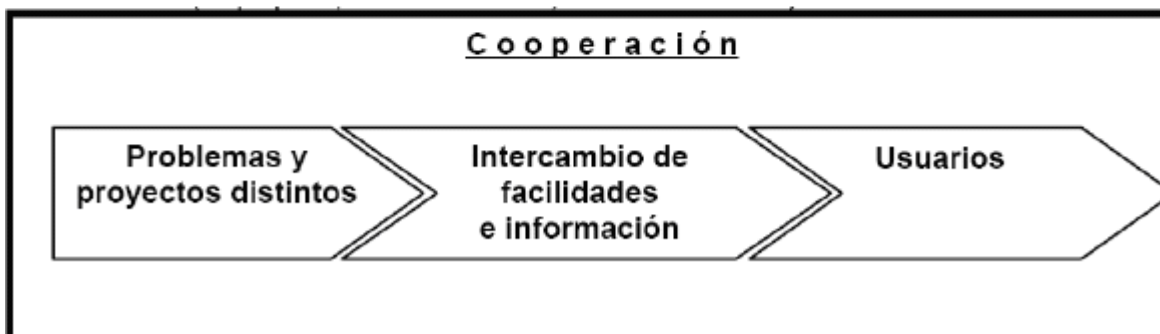 Cooperación
Problemas y
proyectos distintos
Intercambio de
facilidades
e información
Usuarios